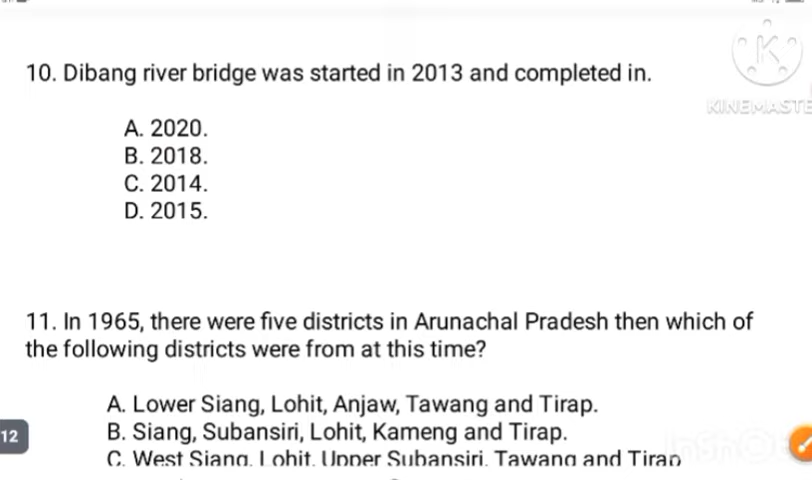 10. Dibang river bridge was started in 2013 and completed in.
KINEMASTE
A. 2020.
B. 2018.
C. 2014.
D. 2015.
11. In 1965, there were five districts in Arunachal Pradesh then which of
the following districts were from at this time?
A. Lower Siang, Lohit, Anjaw, Tawang and Tirap.
12
B. Siang, Subansiri, Lohit, Kameng and Tirap.
C. West Siang, Lohit, Upper Subansiri, Tawang and Tirap